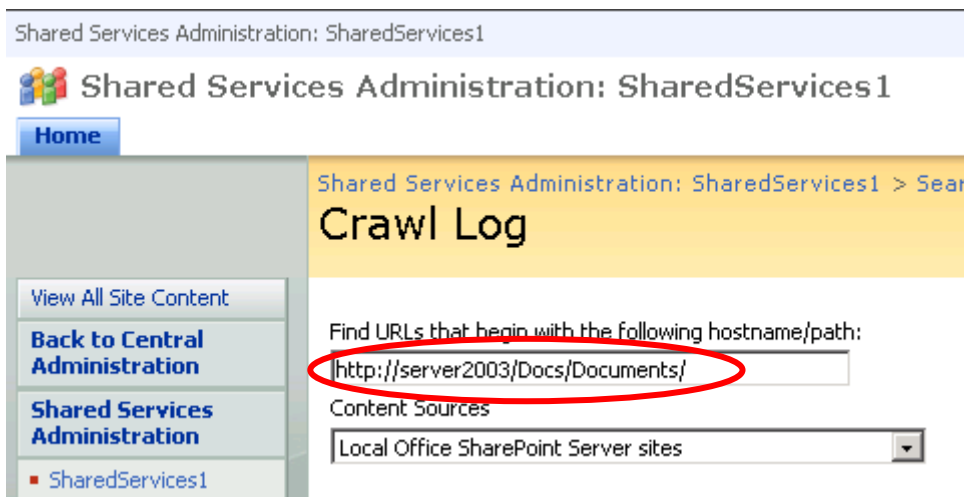 Shared Services Administration: SharedServices1
Shared Services Administration: SharedServices1
Home
Shared Services Administration: SharedServices1 > Sear
Crawl Log
View All Site Content
Back to Central
Administration
Shared Services
Administration
SharedServices1
Find URLs that begin with the following hostname/path:
http://server2003/Docs/Documents/
Content Sources
Local Office SharePoint Server sites